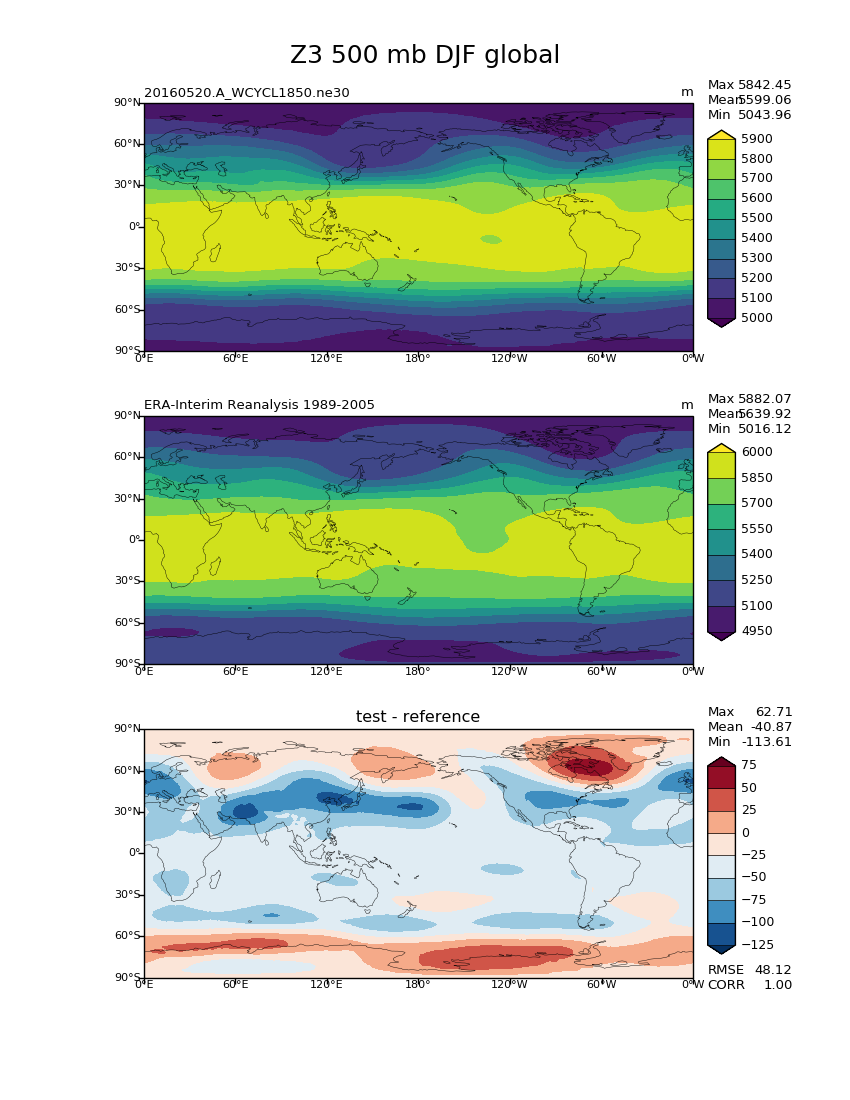 Z3 500 mb DJF global
20160520.A_WCYCL1850.ne30 m
Max 5842.45
Mean 5599.06
Min 5043.96
90°N
60°N
30°N
0°
30°S
60°S
90°S
0°E 60°E 120°E 180° 120°W 60°W 0°W
5900
5800
5700
5600
5500
5400
5300
5200
5100
5000
ERA-Interim Reanalysis 1989-2005 m
Max 5882.07
Mean 5639.92
Min 5016.12
90°N
60°N
30°N
0°
30°S
60°S
90°S
0°E 60°E 120°E 180° 120°W 60°W 0°W
6000
5850
5700
5550
5400
5250
5100
4950
test - reference
Max 62.71
Mean -40.87
Min -113.61
90°N
60°N
30°N
0°
30°S
60°S
90°S
0°E 60°E 120°E 180° 120°W 60°W 0°W
75
50
25
0
−25
−50
−75
−100
−125
RMSE 48.12
CORR 1.00